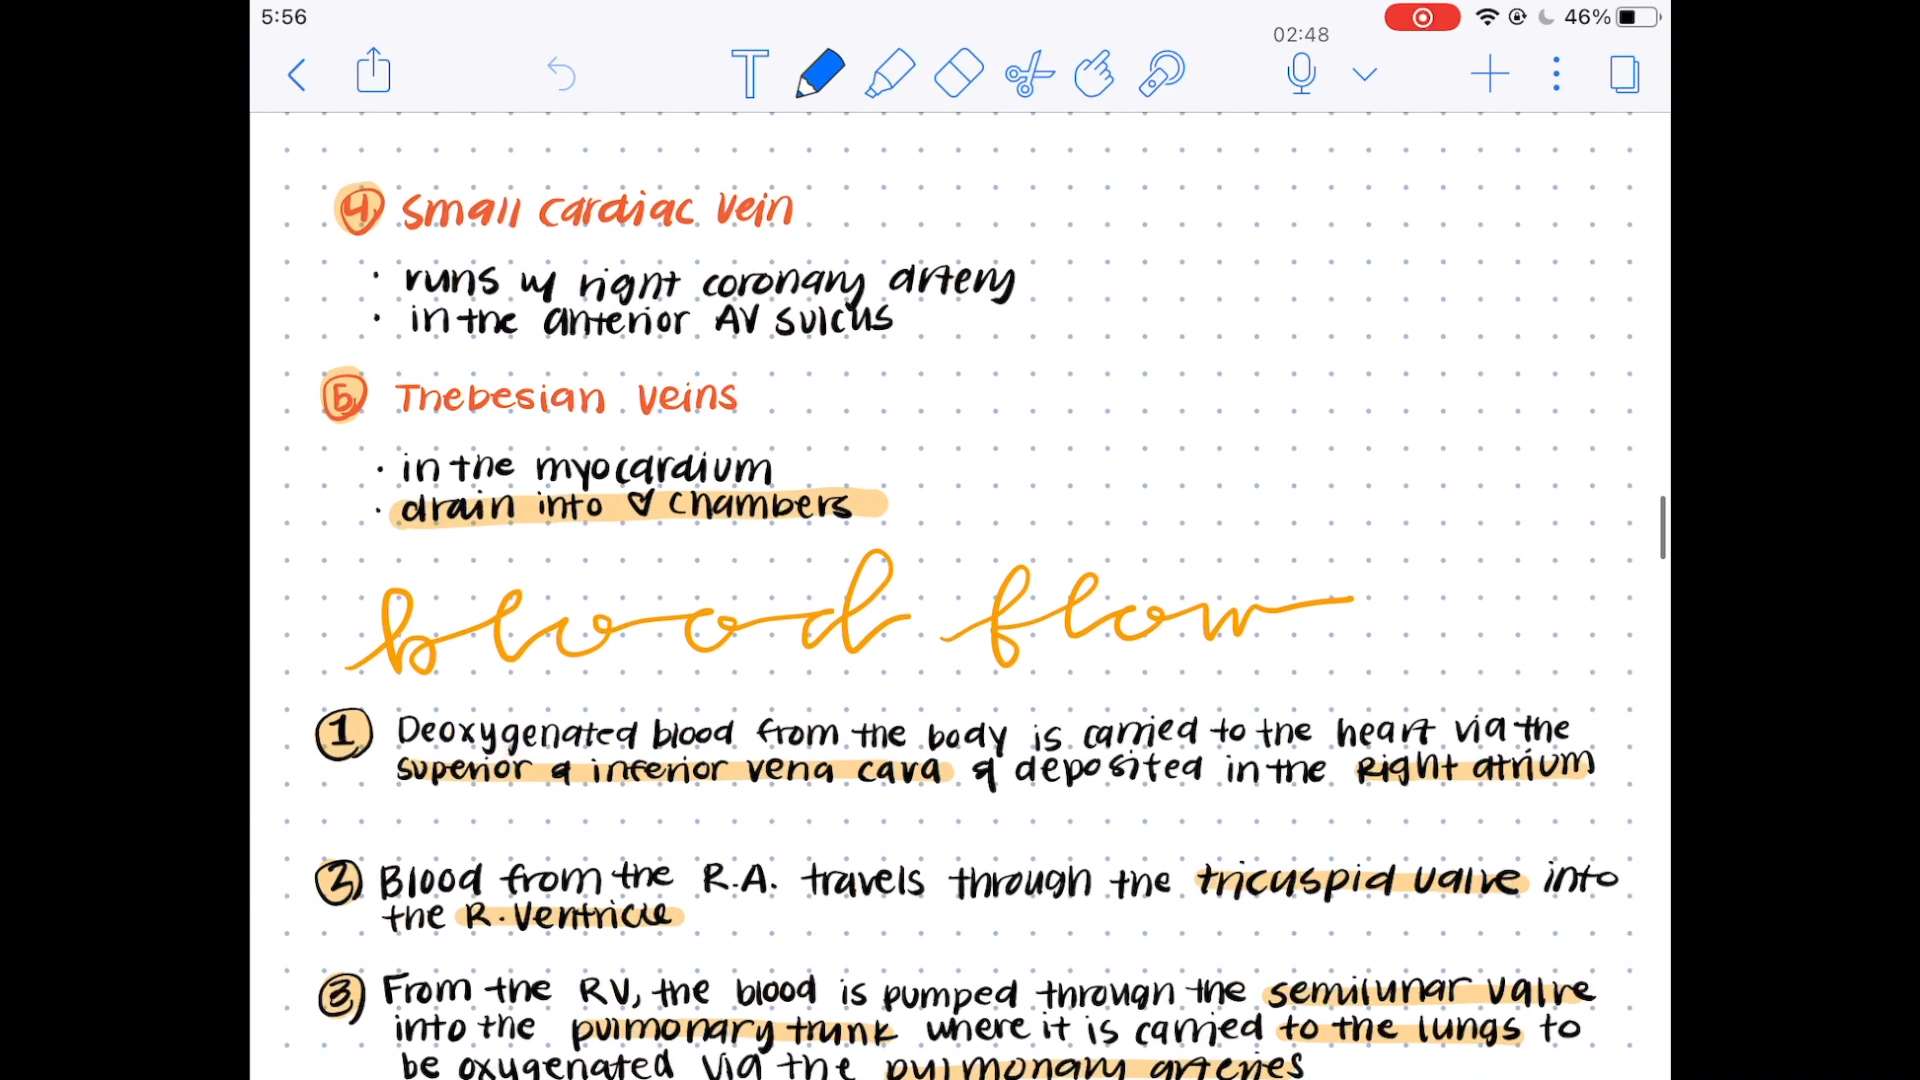 5:56
46%
02:48
4 Small cardiac vein
· runs w/ right coronary artery
· in the anterior AV sulcus
5 Thebesian veins
· in the myocardium
· drain into ♡ chambers
blood flow
1 Deoxygenated blood from the body is carried to the heart via the
superior & inferior vena cava & deposited in the Right atrium
2 Blood from the R.A. travels through the tricuspid valve into
the R. Ventricle
3 From the RV, the blood is pumped through the semilunar valve
into the pulmonary trunk where it is carried to the lungs to
be oxygenated via the pulmonary arteries